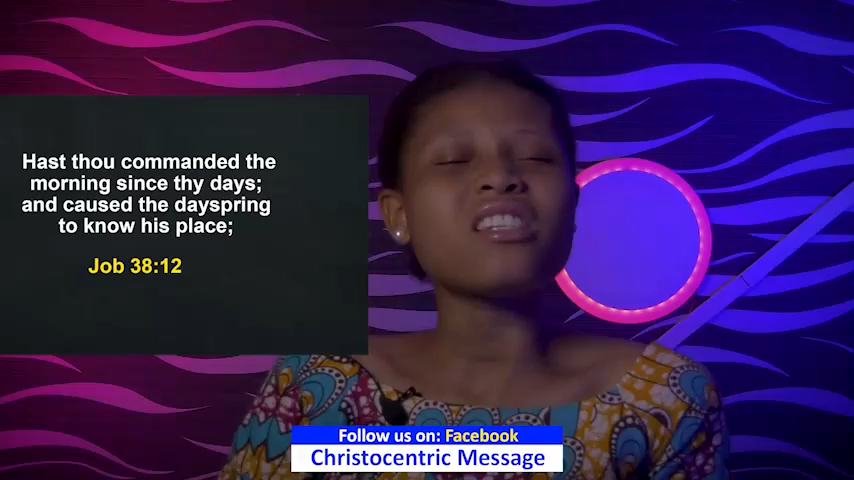 Hast thou commanded the
morning since thy days;
and caused the dayspring
to know his place;
Job 38:12
Follow us on: Facebook
Christocentric Message